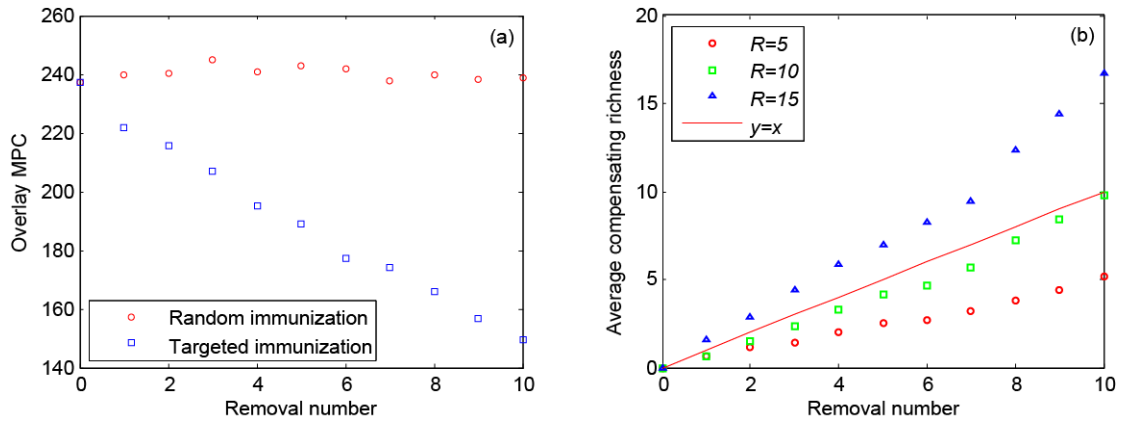 260
240
220
200
180
160
140
Overlay MPC
(a)
Random immunization
Targeted immunization
0 2 4 6 8 10
Removal number
20
15
10
5
0
Average compensating richness
(b)
R=5
R=10
R=15
y=x
0 2 4 6 8 10
Removal number